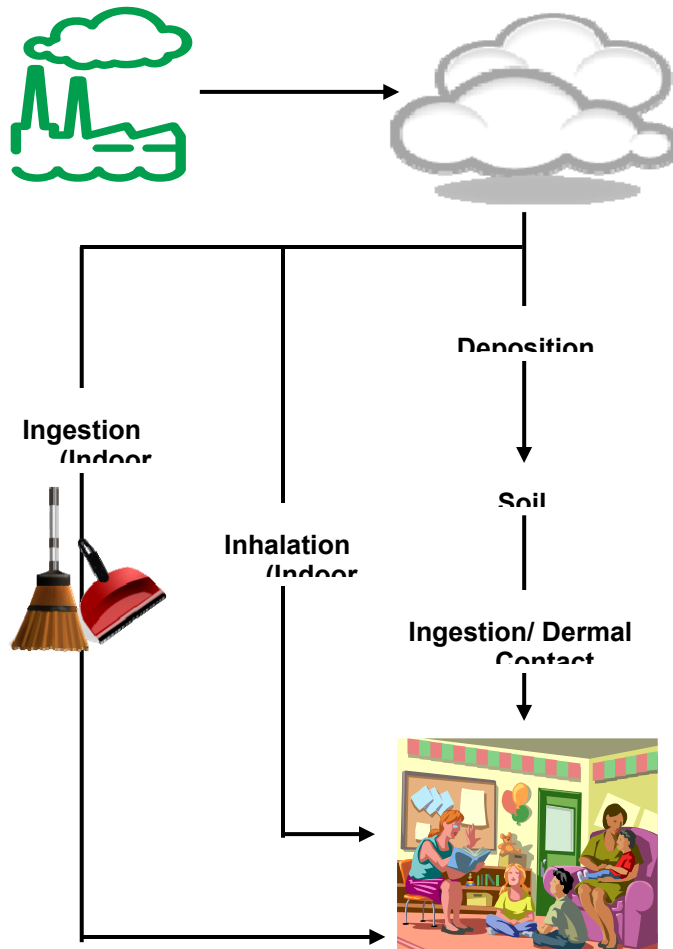 Deposition
Ingestion
(Indoor
Soil
Inhalation
(Indoor
Ingestion/ Dermal
Contact